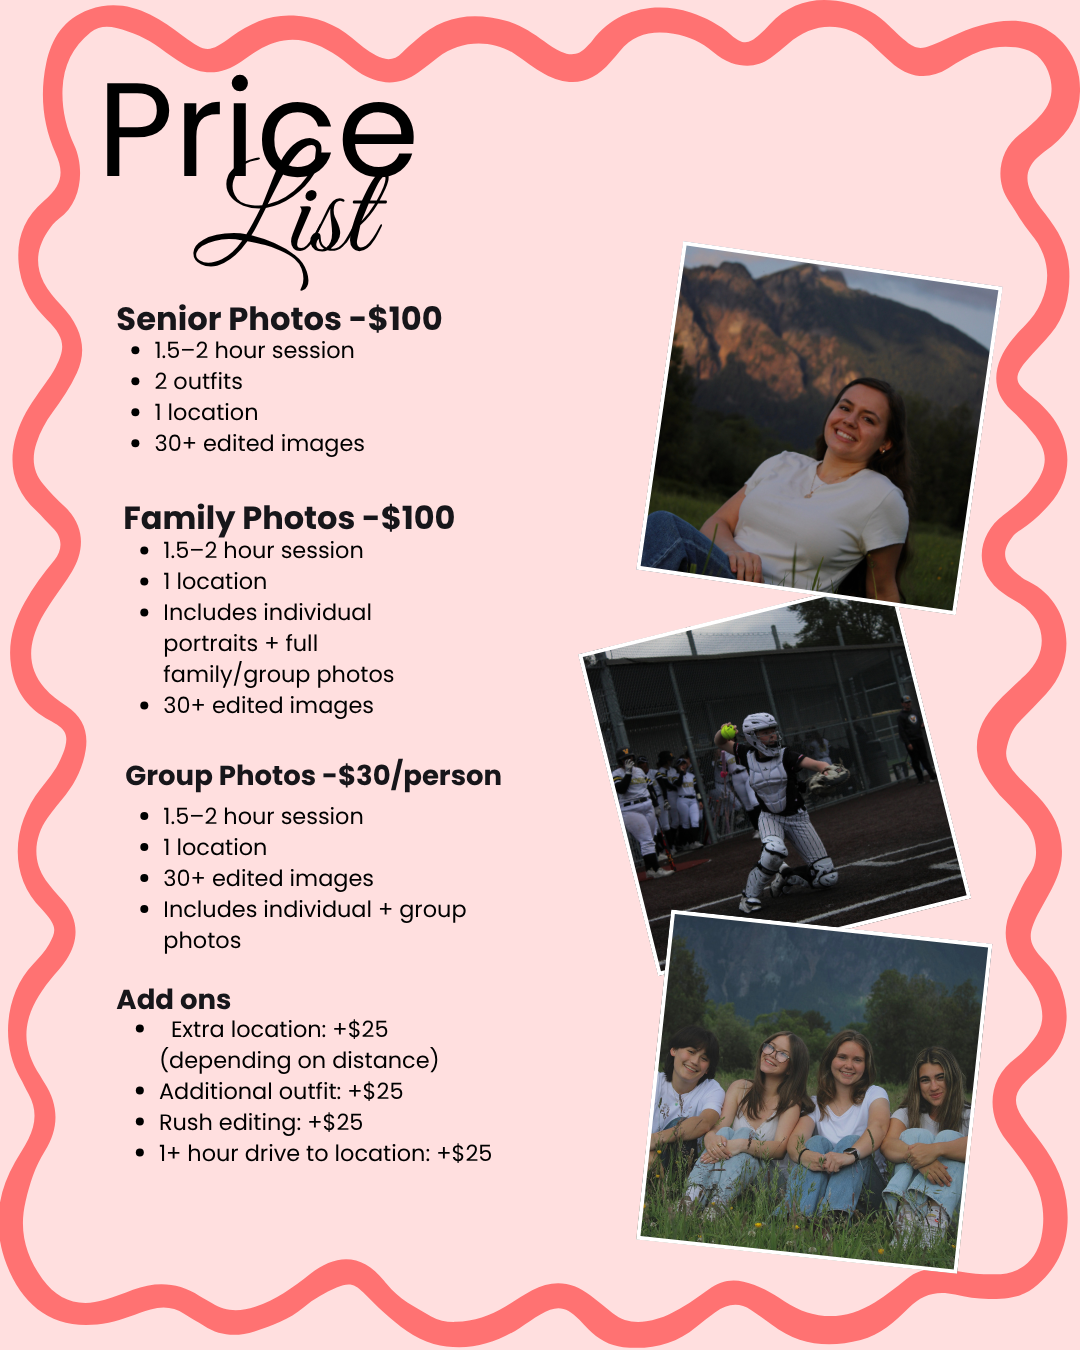 Price
List
Senior Photos -$100
• 1.5–2 hour session
• 2 outfits
• 1 location
• 30+ edited images
Family Photos -$100
• 1.5–2 hour session
• 1 location
• Includes individual
portraits + full
family/group photos
• 30+ edited images
Group Photos -$30/person
• 1.5–2 hour session
• 1 location
• 30+ edited images
• Includes individual + group
photos
Add ons
• Extra location: +$25
(depending on distance)
• Additional outfit: +$25
• Rush editing: +$25
• 1+ hour drive to location: +$25